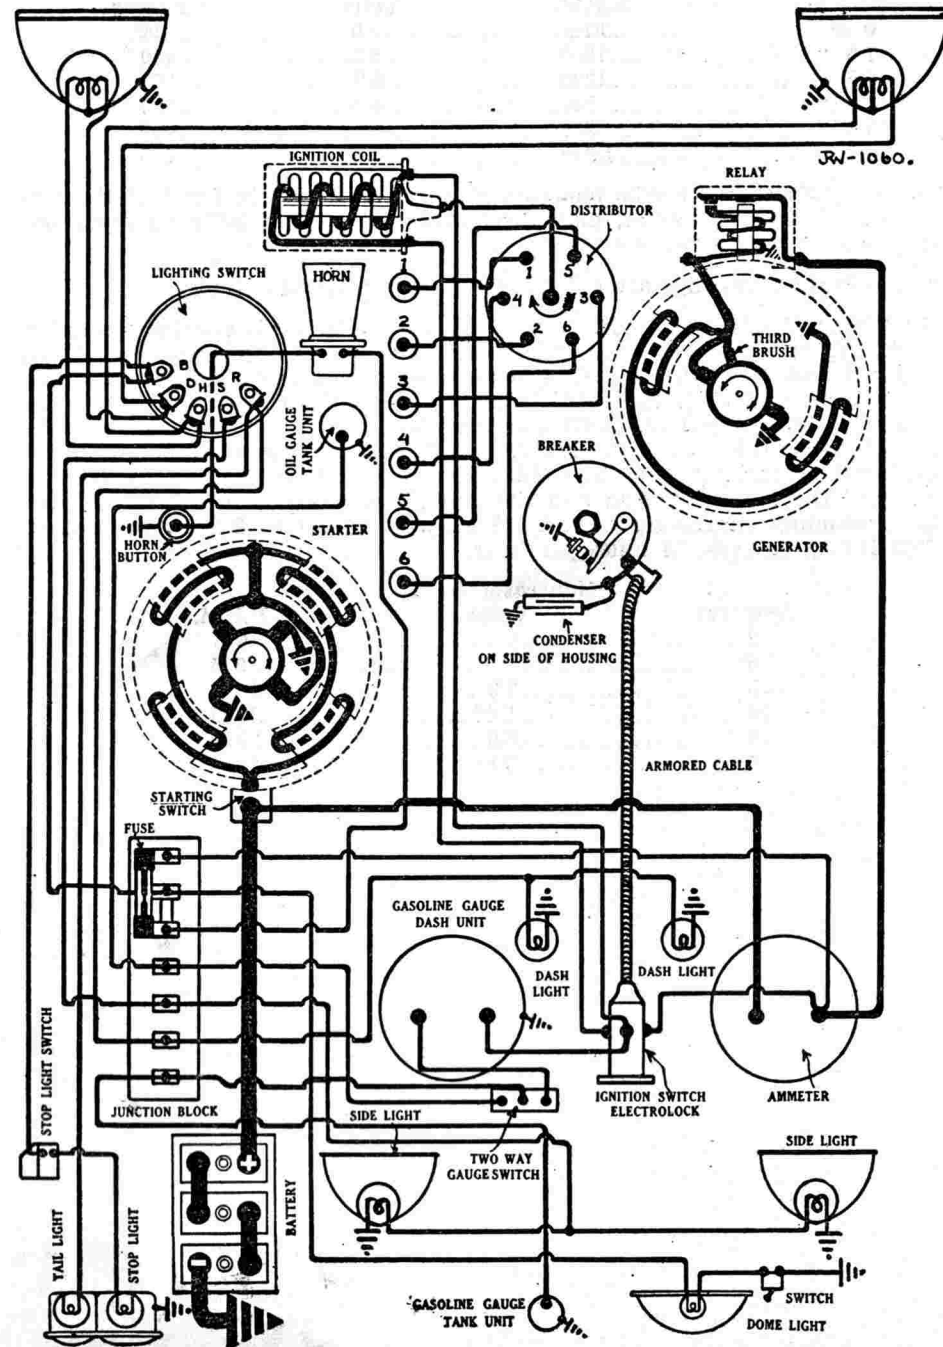 JW-1060.
IGNITION COIL
RELAY
DISTRIBUTOR
LIGHTING SWITCH
HORN
1
2
3
4
5
6
1
5
4
3
2
6
B
D
H
S
R
THIRD
BRUSH
OIL GAUGE
TANK UNIT
BREAKER
HORN
BUTTON
STARTER
GENERATOR
CONDENSER
ON SIDE OF HOUSING
ARMORED CABLE
STARTING
SWITCH
FUSE
GASOLINE GAUGE
DASH UNIT
DASH
LIGHT
DASH LIGHT
STOP LIGHT SWITCH
JUNCTION BLOCK
SIDE LIGHT
IGNITION SWITCH
ELECTROLOCK
AMMETER
TWO WAY
GAUGE SWITCH
SIDE LIGHT
BATTERY
TAIL LIGHT
STOP LIGHT
GASOLINE GAUGE
TANK UNIT
SWITCH
DOME LIGHT